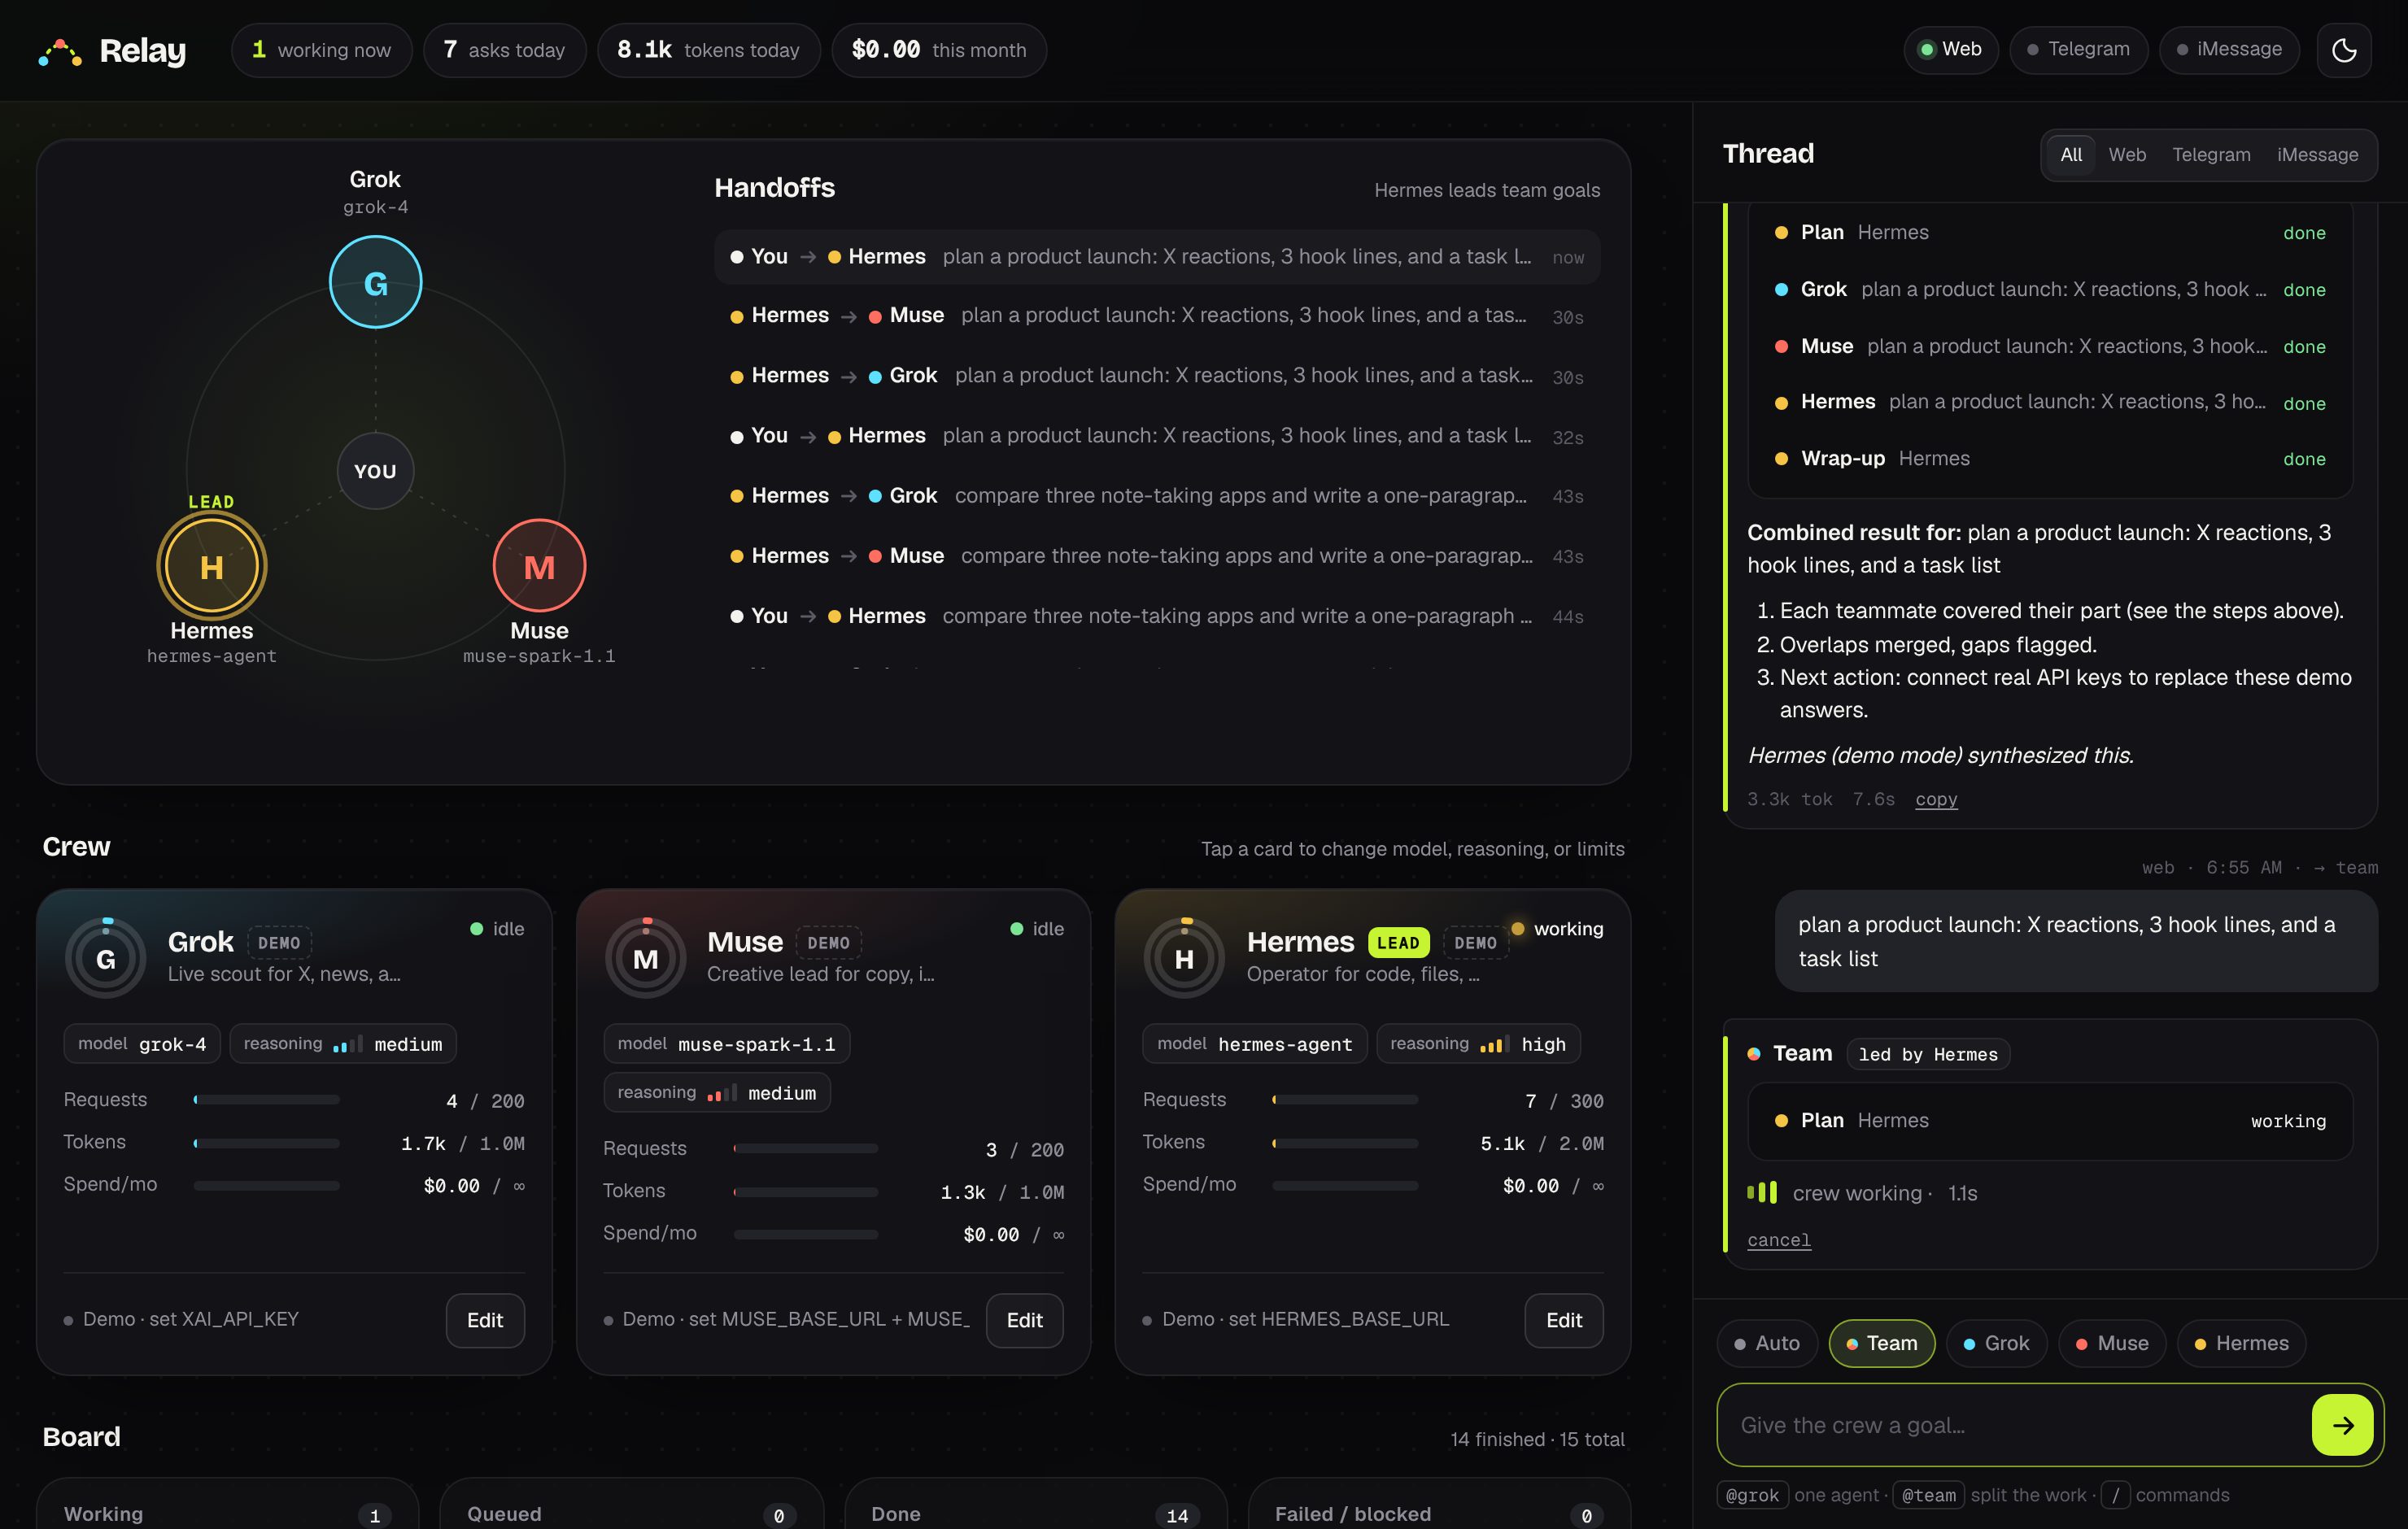 Relay
1 working now
7 asks today
8.1k tokens today
$0.00 this month
Web
Telegram
iMessage
Grok
grok-4
G
YOU
LEAD
H
Hermes
hermes-agent
M
Muse
muse-spark-1.1
Handoffs
Hermes leads team goals
You → Hermes plan a product launch: X reactions, 3 hook lines, and a task l... now
Hermes → Muse plan a product launch: X reactions, 3 hook lines, and a tas... 30s
Hermes → Grok plan a product launch: X reactions, 3 hook lines, and a task... 30s
You → Hermes plan a product launch: X reactions, 3 hook lines, and a task l... 32s
Hermes → Grok compare three note-taking apps and write a one-paragrap... 43s
Hermes → Muse compare three note-taking apps and write a one-paragrap... 43s
You → Hermes compare three note-taking apps and write a one-paragraph ... 44s
Crew
Tap a card to change model, reasoning, or limits
G
Grok DEMO
idle
Live scout for X, news, a...
model grok-4
reasoning medium
Requests 4 / 200
Tokens 1.7k / 1.0M
Spend/mo $0.00 / ∞
Demo · set XAI_API_KEY
Edit
M
Muse DEMO
idle
Creative lead for copy, i...
model muse-spark-1.1
reasoning medium
Requests 3 / 200
Tokens 1.3k / 1.0M
Spend/mo $0.00 / ∞
Demo · set MUSE_BASE_URL + MUSE_
Edit
H
Hermes LEAD DEMO
working
Operator for code, files, ...
model hermes-agent
reasoning high
Requests 7 / 300
Tokens 5.1k / 2.0M
Spend/mo $0.00 / ∞
Demo · set HERMES_BASE_URL
Edit
Board
14 finished · 15 total
Working 1
Queued 0
Done 14
Failed / blocked 0
Thread
All
Web
Telegram
iMessage
Plan Hermes done
Grok plan a product launch: X reactions, 3 hook ... done
Muse plan a product launch: X reactions, 3 hook... done
Hermes plan a product launch: X reactions, 3 ho... done
Wrap-up Hermes done
Combined result for: plan a product launch: X reactions, 3
hook lines, and a task list
1. Each teammate covered their part (see the steps above).
2. Overlaps merged, gaps flagged.
3. Next action: connect real API keys to replace these demo
answers.
Hermes (demo mode) synthesized this.
3.3k tok 7.6s copy
web · 6:55 AM · → team
plan a product launch: X reactions, 3 hook lines, and a
task list
Team led by Hermes
Plan Hermes working
crew working · 1.1s
cancel
Auto
Team
Grok
Muse
Hermes
Give the crew a goal...
@grok one agent · @team split the work · / commands